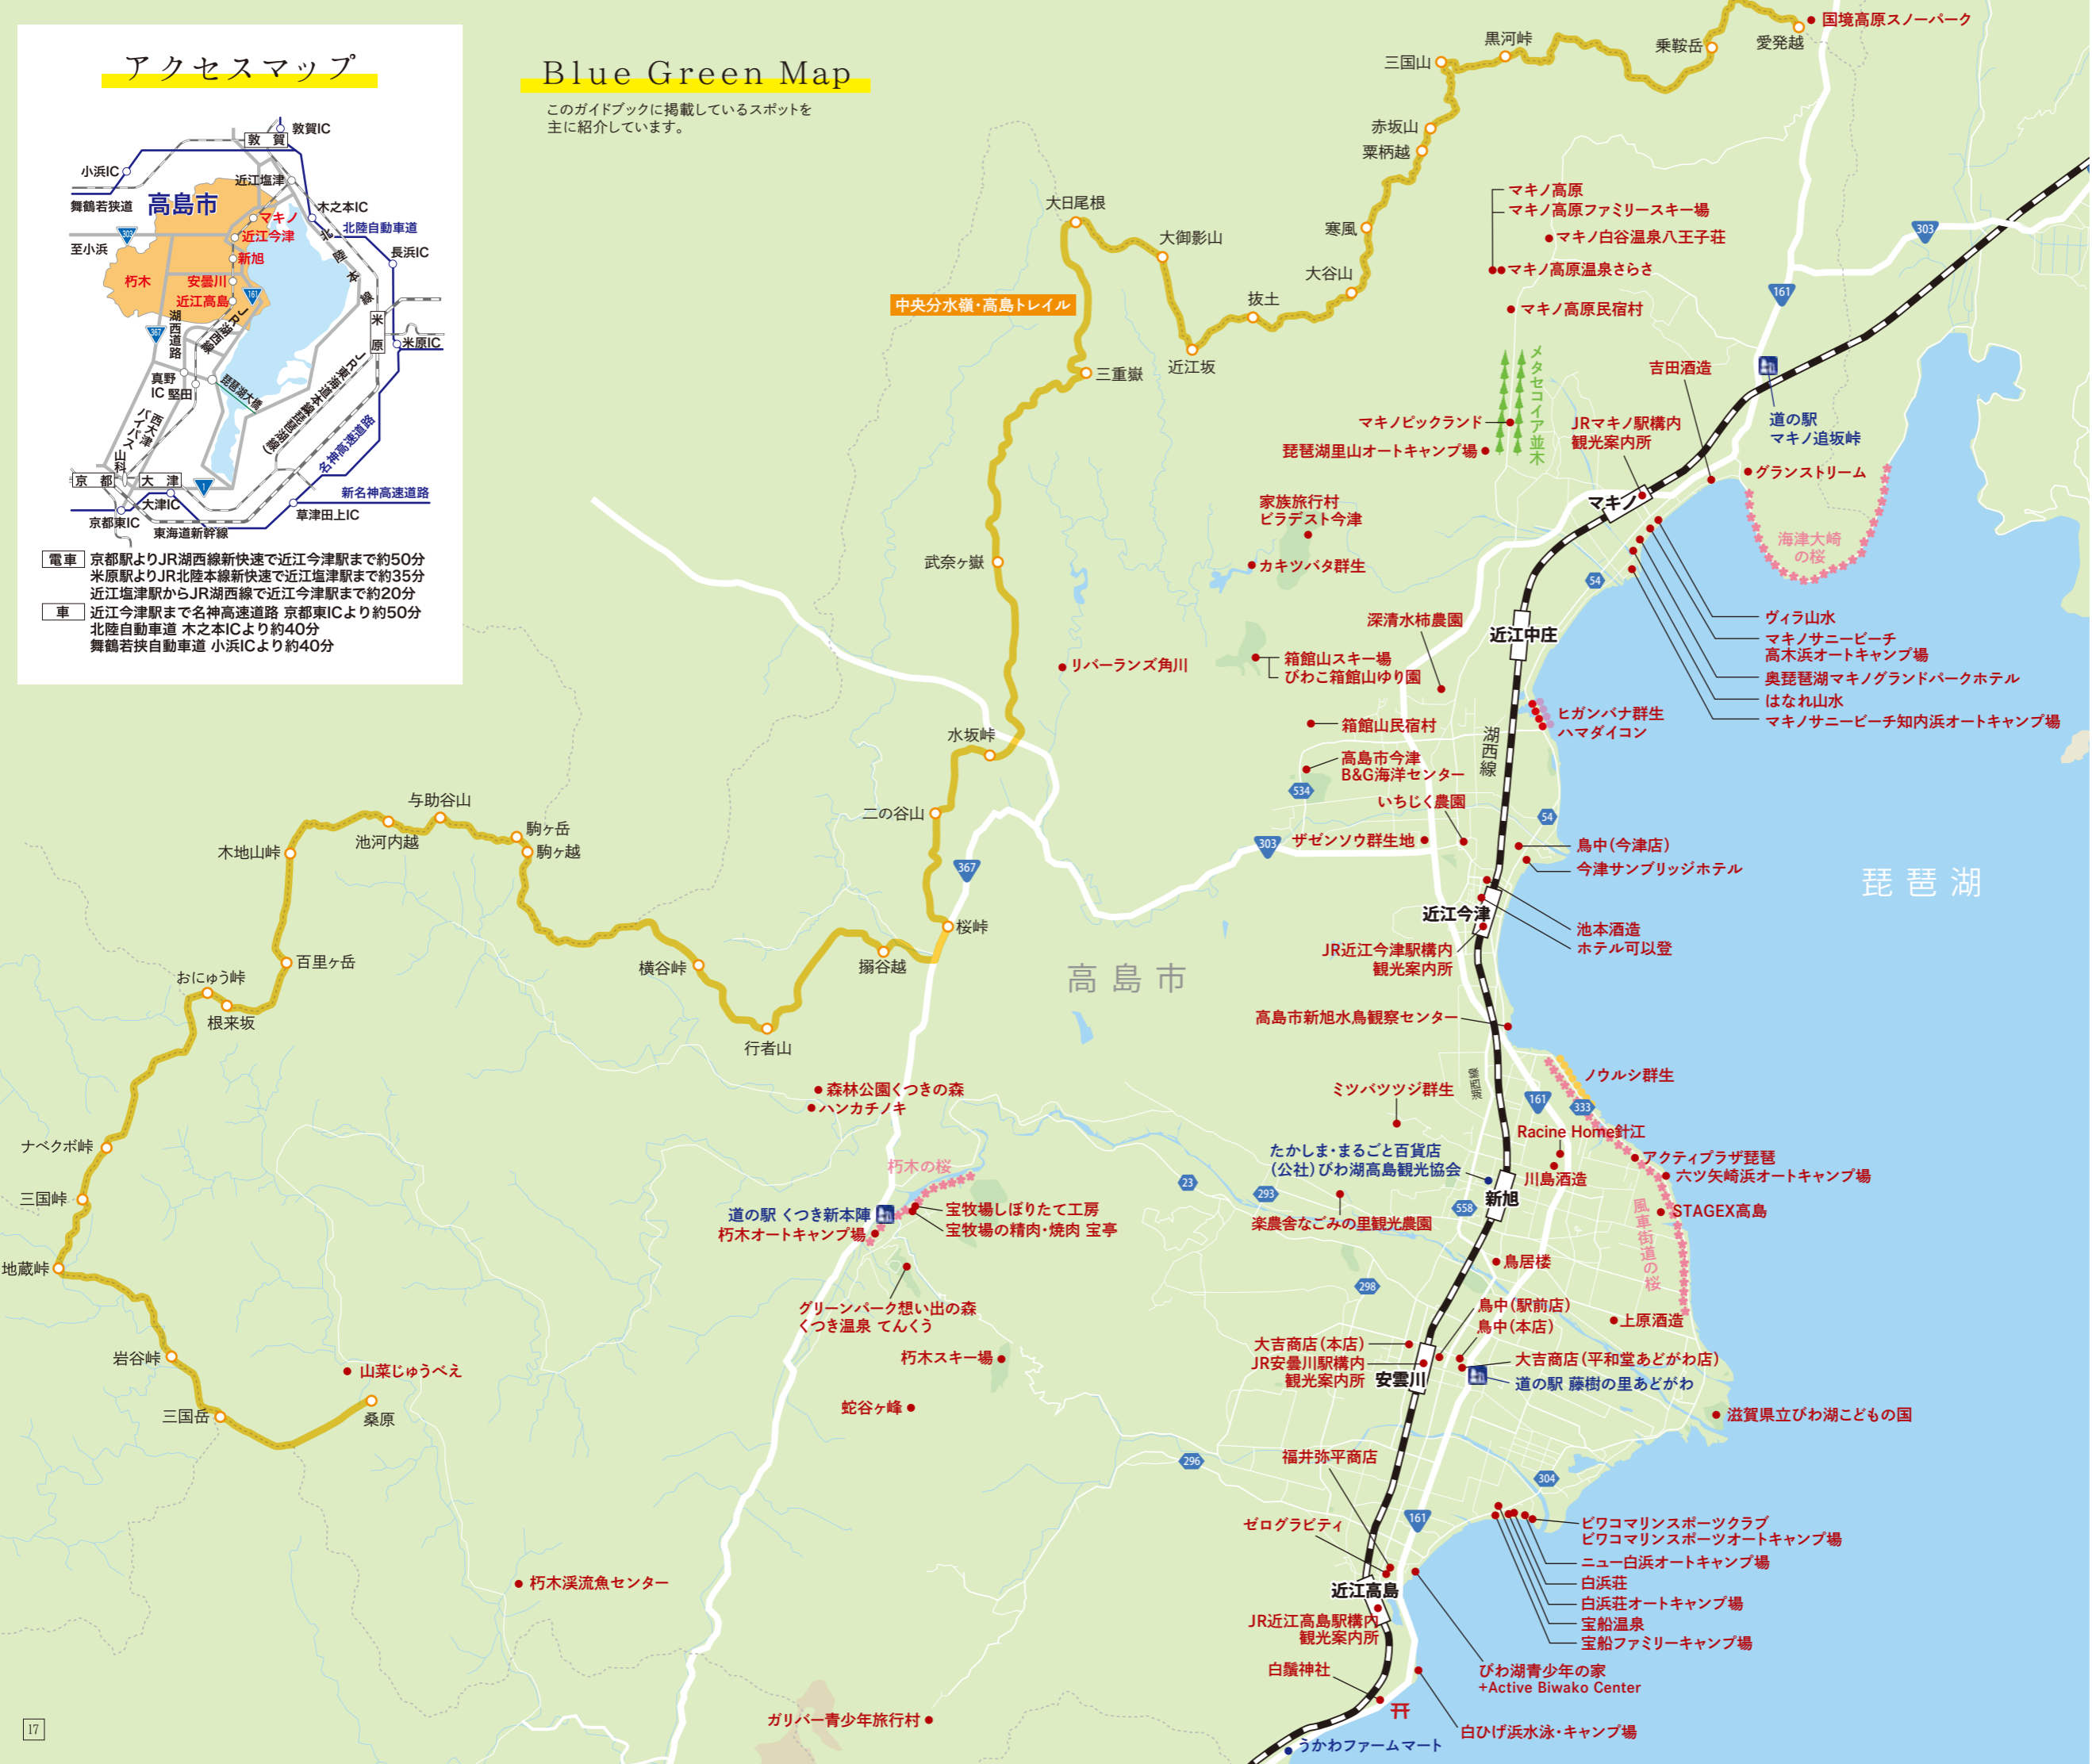 アクセスマップ
敦賀IC
敦 賀
小浜IC
近江塩津
舞鶴若狭道
高島市
木之本IC
マキノ
北陸自動車道
303
近江今津
至小浜
新旭
北陸本線
長浜IC
朽木
安曇川
近江高島
161
湖西道路
JR湖西線
367
米原
米原IC
真野IC
堅田
琵琶湖大橋
JR東海道本線(琵琶湖線)
西大津バイパス
山科
名神高速道路
京 都
大 津
1
新名神高速道路
大津IC
京都東IC
草津田上IC
東海道新幹線
電車 京都駅よりJR湖西線新快速で近江今津駅まで約50分
米原駅よりJR北陸本線新快速で近江塩津駅まで約35分
近江塩津駅からJR湖西線で近江今津駅まで約20分
車 近江今津駅まで名神高速道路 京都東ICより約50分
北陸自動車道 木之本ICより約40分
舞鶴若狭自動車道 小浜ICより約40分
Blue Green Map
このガイドブックに掲載しているスポットを
主に紹介しています。
国境高原スノーパーク
愛発越
乗鞍岳
黒河峠
三国山
赤坂山
粟柄越
寒風
大谷山
抜土
近江坂
大御影山
大日尾根
中央分水嶺・高島トレイル
三重嶽
武奈ヶ嶽
水坂峠
二の谷山
桜峠
搦谷越
行者山
横谷峠
駒ヶ越
駒ヶ岳
与助谷山
池河内越
木地山峠
百里ヶ岳
おにゅう峠
根来坂
ナベクボ峠
三国峠
地蔵峠
岩谷峠
三国岳
桑原
山菜じゅうべえ
マキノ高原
マキノ高原ファミリースキー場
マキノ白谷温泉八王子荘
マキノ高原温泉さらさ
マキノ高原民宿村
303
161
メタセコイア並木
吉田酒造
マキノピックランド
JRマキノ駅構内
観光案内所
道の駅
マキノ追坂峠
琵琶湖里山オートキャンプ場
グランストリーム
マキノ
家族旅行村
ビラデスト今津
海津大崎
の桜
カキツバタ群生
54
深清水柿農園
近江中庄
ヴィラ山水
マキノサニービーチ
高木浜オートキャンプ場
奥琵琶湖マキノグランドパークホテル
はなれ山水
マキノサニービーチ知内浜オートキャンプ場
リバーランズ角川
箱館山スキー場
びわこ箱館山ゆり園
箱館山民宿村
ヒガンバナ群生
ハマダイコン
湖西線
高島市今津
B&G海洋センター
534
いちじく農園
54
303
ザゼンソウ群生地
鳥中(今津店)
今津サンブリッジホテル
367
琵琶湖
近江今津
池本酒造
ホテル可以登
JR近江今津駅構内
観光案内所
高島市
高島市新旭水鳥観察センター
湖西線
ノウルシ群生
ミツバツツジ群生
161
333
森林公園くつきの森
ハンカチノキ
Racine Home針江
たかしま・まるごと百貨店
(公社)びわ湖高島観光協会
アクティプラザ琵琶
六ツ矢崎浜オートキャンプ場
朽木の桜
23
293
川島酒造
新旭
558
道の駅 くつき新本陣
朽木オートキャンプ場
宝牧場しぼりたて工房
宝牧場の精肉・焼肉 宝亭
楽農舎なごみの里観光農園
STAGEX高島
風車街道の桜
鳥居楼
298
グリーンパーク想い出の森
くつき温泉 てんくう
鳥中(駅前店)
鳥中(本店)
上原酒造
大吉商店(本店)
JR安曇川駅構内
観光案内所
安雲川
大吉商店(平和堂あどがわ店)
道の駅 藤樹の里あどがわ
朽木スキー場
蛇谷ヶ峰
滋賀県立びわ湖こどもの国
福井弥平商店
296
304
161
ゼログラビティ
ビワコマリンスポーツクラブ
ビワコマリンスポーツオートキャンプ場
ニュー白浜オートキャンプ場
白浜荘
白浜荘オートキャンプ場
宝船温泉
宝船ファミリーキャンプ場
朽木渓流魚センター
近江高島
JR近江高島駅構内
観光案内所
白鬚神社
びわ湖青少年の家
+Active Biwako Center
ガリバー青少年旅行村
白ひげ浜水泳・キャンプ場
うかわファームマート
17